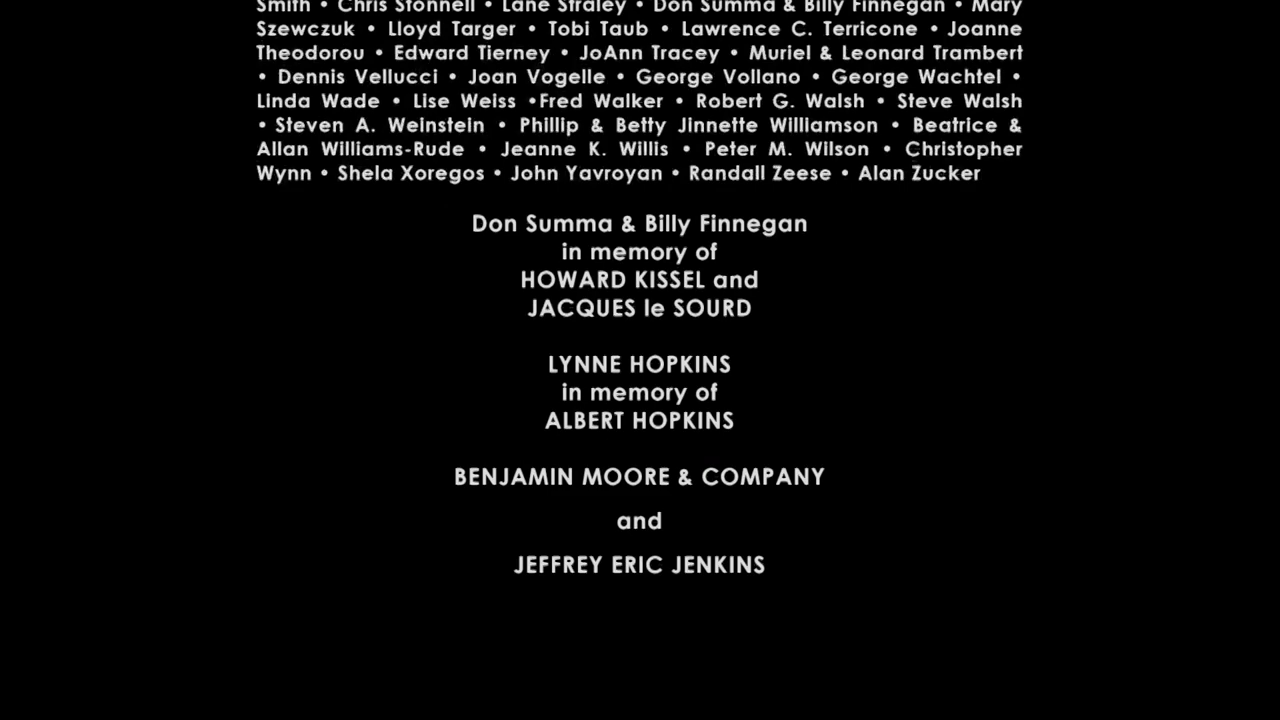 Smith • Chris Stonnell • Lane Straley • Don Summa & Billy Finnegan • Mary
Szewczuk • Lloyd Targer • Tobi Taub • Lawrence C. Terricone • Joanne
Theodorou • Edward Tierney • JoAnn Tracey • Muriel & Leonard Trambert
• Dennis Vellucci • Joan Vogelle • George Vollano • George Wachtel •
Linda Wade • Lise Weiss •Fred Walker • Robert G. Walsh • Steve Walsh
• Steven A. Weinstein • Phillip & Betty Jinnette Williamson • Beatrice &
Allan Williams-Rude • Jeanne K. Willis • Peter M. Wilson • Christopher
Wynn • Shela Xoregos • John Yavroyan • Randall Zeese • Alan Zucker
Don Summa & Billy Finnegan
in memory of
HOWARD KISSEL and
JACQUES le SOURD
LYNNE HOPKINS
in memory of
ALBERT HOPKINS
BENJAMIN MOORE & COMPANY
and
JEFFREY ERIC JENKINS